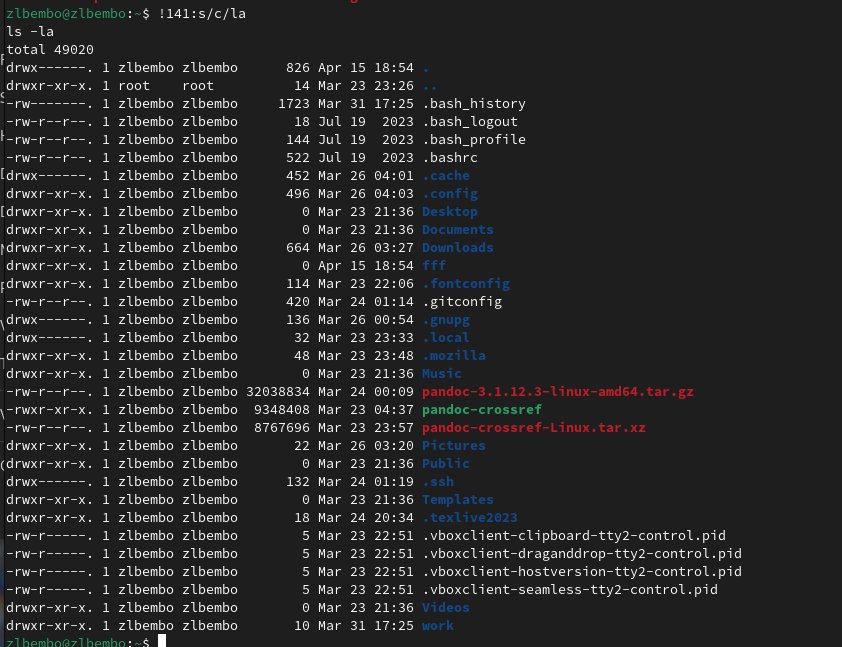 zlbembo@zlbembo:~$ !141:s/c/la
ls -la
total 49020
drwx------. 1 zlbembo zlbembo      826 Apr 15 18:54 .
drwxr-xr-x. 1 root    root          14 Mar 23 23:26 ..
-rw-------. 1 zlbembo zlbembo     1723 Mar 31 17:25 .bash_history
-rw-r--r--. 1 zlbembo zlbembo       18 Jul 19  2023 .bash_logout
-rw-r--r--. 1 zlbembo zlbembo      144 Jul 19  2023 .bash_profile
-rw-r--r--. 1 zlbembo zlbembo      522 Jul 19  2023 .bashrc
drwx------. 1 zlbembo zlbembo      452 Mar 26 04:01 .cache
drwxr-xr-x. 1 zlbembo zlbembo      496 Mar 26 04:03 .config
drwxr-xr-x. 1 zlbembo zlbembo        0 Mar 23 21:36 Desktop
drwxr-xr-x. 1 zlbembo zlbembo        0 Mar 23 21:36 Documents
drwxr-xr-x. 1 zlbembo zlbembo      664 Mar 26 03:27 Downloads
drwxr-xr-x. 1 zlbembo zlbembo        0 Apr 15 18:54 fff
drwxr-xr-x. 1 zlbembo zlbembo      114 Mar 23 22:06 .fontconfig
-rw-r--r--. 1 zlbembo zlbembo      420 Mar 24 01:14 .gitconfig
drwx------. 1 zlbembo zlbembo      136 Mar 26 00:54 .gnupg
drwx------. 1 zlbembo zlbembo       32 Mar 23 23:33 .local
drwxr-xr-x. 1 zlbembo zlbembo       48 Mar 23 23:48 .mozilla
drwxr-xr-x. 1 zlbembo zlbembo        0 Mar 23 21:36 Music
-rw-r--r--. 1 zlbembo zlbembo 32038834 Mar 24 00:09 pandoc-3.1.12.3-linux-amd64.tar.gz
-rwxr-xr-x. 1 zlbembo zlbembo  9348408 Mar 23 04:37 pandoc-crossref
-rw-r--r--. 1 zlbembo zlbembo  8767696 Mar 23 23:57 pandoc-crossref-Linux.tar.xz
drwxr-xr-x. 1 zlbembo zlbembo       22 Mar 26 03:20 Pictures
drwxr-xr-x. 1 zlbembo zlbembo        0 Mar 23 21:36 Public
drwx------. 1 zlbembo zlbembo      132 Mar 24 01:19 .ssh
drwxr-xr-x. 1 zlbembo zlbembo        0 Mar 23 21:36 Templates
drwxr-xr-x. 1 zlbembo zlbembo       18 Mar 24 20:34 .texlive2023
-rw-r-----. 1 zlbembo zlbembo        5 Mar 23 22:51 .vboxclient-clipboard-tty2-control.pid
-rw-r-----. 1 zlbembo zlbembo        5 Mar 23 22:51 .vboxclient-draganddrop-tty2-control.pid
-rw-r-----. 1 zlbembo zlbembo        5 Mar 23 22:51 .vboxclient-hostversion-tty2-control.pid
-rw-r-----. 1 zlbembo zlbembo        5 Mar 23 22:51 .vboxclient-seamless-tty2-control.pid
drwxr-xr-x. 1 zlbembo zlbembo        0 Mar 23 21:36 Videos
drwxr-xr-x. 1 zlbembo zlbembo       10 Mar 31 17:25 work
zlbembo@zlbembo:~$